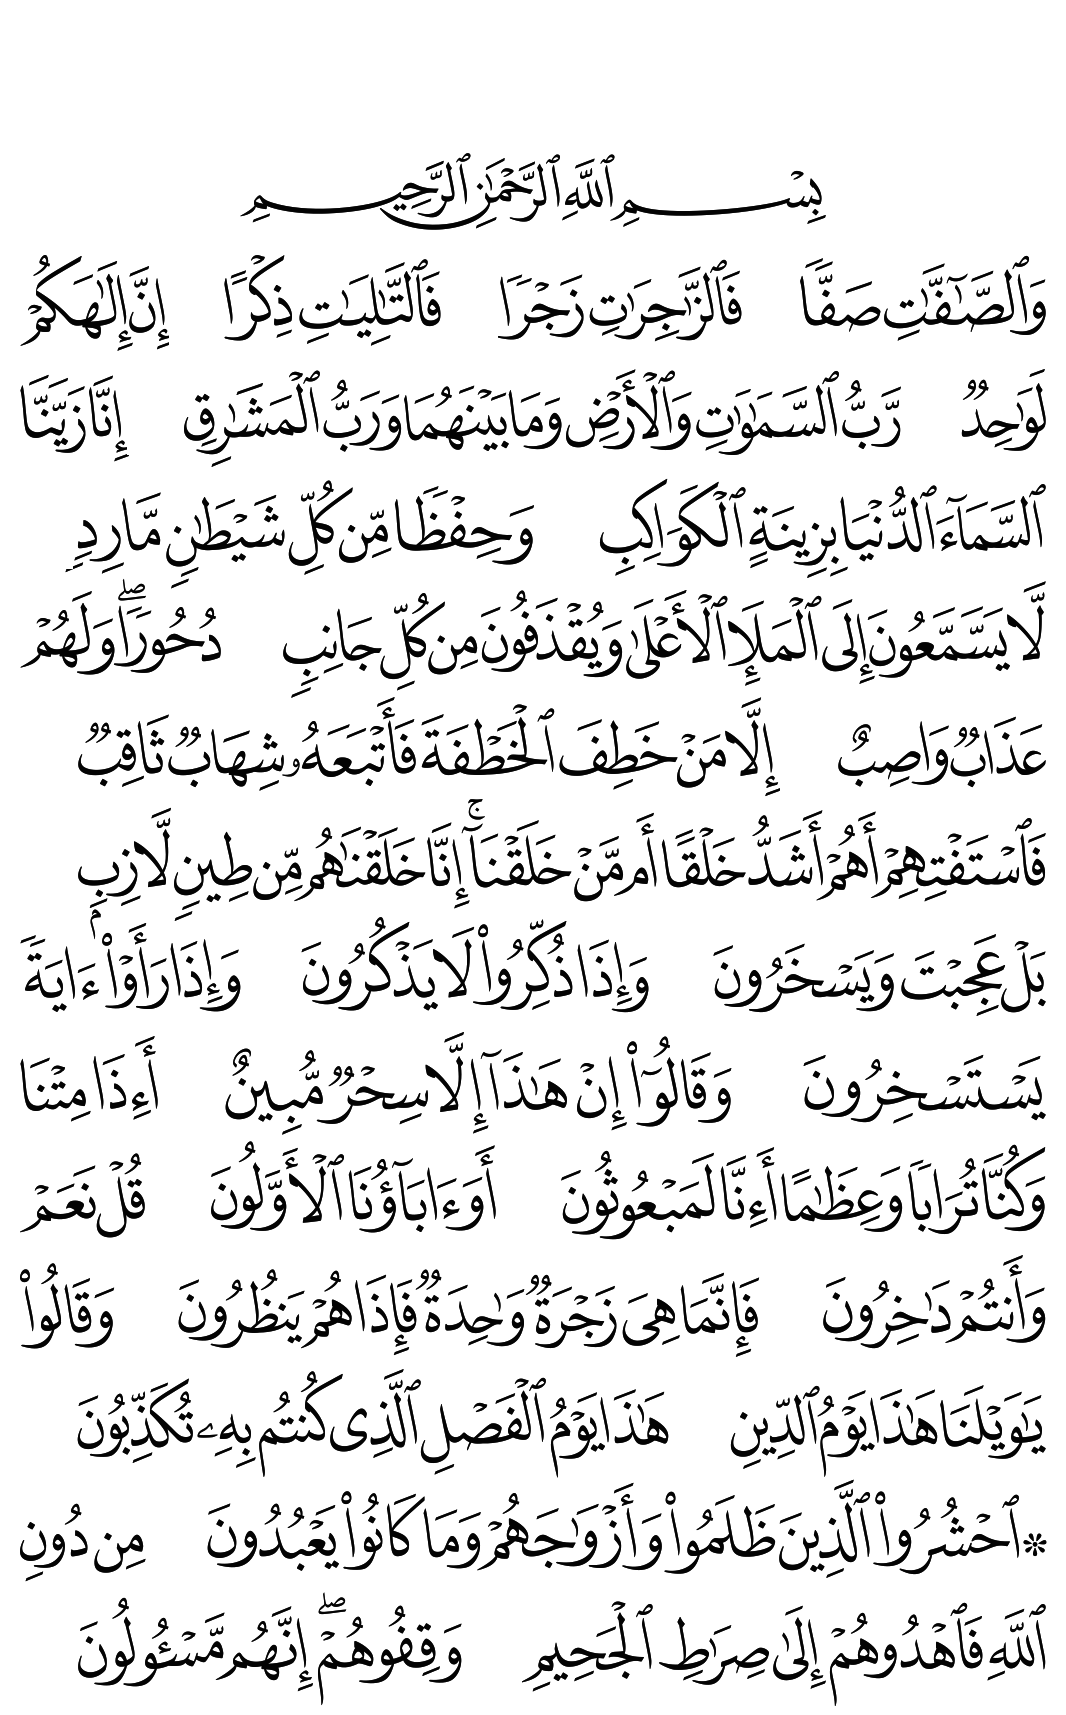 بِسْمِ ٱللَّهِ ٱلرَّحْمَٰنِ ٱلرَّحِيمِ
وَٱلصَّٰٓفَّٰتِ صَفًّا فَٱلزَّٰجِرَٰتِ زَجْرًا فَٱلتَّٰلِيَٰتِ ذِكْرًا إِنَّ إِلَٰهَكُمْ
لَوَٰحِدٌ رَّبُّ ٱلسَّمَٰوَٰتِ وَٱلْأَرْضِ وَمَا بَيْنَهُمَا وَرَبُّ ٱلْمَشَٰرِقِ إِنَّا زَيَّنَّا
ٱلسَّمَآءَ ٱلدُّنْيَا بِزِينَةٍ ٱلْكَوَاكِبِ وَحِفْظًا مِّن كُلِّ شَيْطَٰنٍ مَّارِدٍ
لَّا يَسَّمَّعُونَ إِلَى ٱلْمَلَإِ ٱلْأَعْلَىٰ وَيُقْذَفُونَ مِن كُلِّ جَانِبٍ دُحُورًا ۖ وَلَهُمْ
عَذَابٌ وَاصِبٌ إِلَّا مَنْ خَطِفَ ٱلْخَطْفَةَ فَأَتْبَعَهُۥ شِهَابٌ ثَاقِبٌ
فَٱسْتَفْتِهِمْ أَهُمْ أَشَدُّ خَلْقًا أَم مَّنْ خَلَقْنَآ ۚ إِنَّا خَلَقْنَٰهُم مِّن طِينٍ لَّازِبٍۭ
بَلْ عَجِبْتَ وَيَسْخَرُونَ وَإِذَا ذُكِّرُوا۟ لَا يَذْكُرُونَ وَإِذَا رَأَوْا۟ ءَايَةً
يَسْتَسْخِرُونَ وَقَالُوٓا۟ إِنْ هَٰذَآ إِلَّا سِحْرٌ مُّبِينٌ أَءِذَا مِتْنَا
وَكُنَّا تُرَابًا وَعِظَٰمًا أَءِنَّا لَمَبْعُوثُونَ أَوَءَابَآؤُنَا ٱلْأَوَّلُونَ قُلْ نَعَمْ
وَأَنتُمْ دَٰخِرُونَ فَإِنَّمَا هِىَ زَجْرَةٌ وَٰحِدَةٌ فَإِذَا هُمْ يَنظُرُونَ وَقَالُوا۟
يَٰوَيْلَنَا هَٰذَا يَوْمُ ٱلدِّينِ هَٰذَا يَوْمُ ٱلْفَصْلِ ٱلَّذِى كُنتُم بِهِۦ تُكَذِّبُونَ
۞ ٱحْشُرُوا۟ ٱلَّذِينَ ظَلَمُوا۟ وَأَزْوَٰجَهُمْ وَمَا كَانُوا۟ يَعْبُدُونَ مِن دُونِ
ٱللَّهِ فَٱهْدُوهُمْ إِلَىٰ صِرَٰطِ ٱلْجَحِيمِ وَقِفُوهُمْ ۖ إِنَّهُم مَّسْـُٔولُونَ